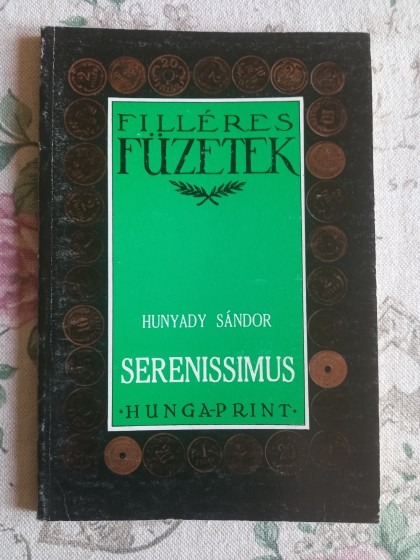 FILLÉRES
FÜZETEK
HUNYADY SÁNDOR
SERENISSIMUS
·HUNGAPRINT·